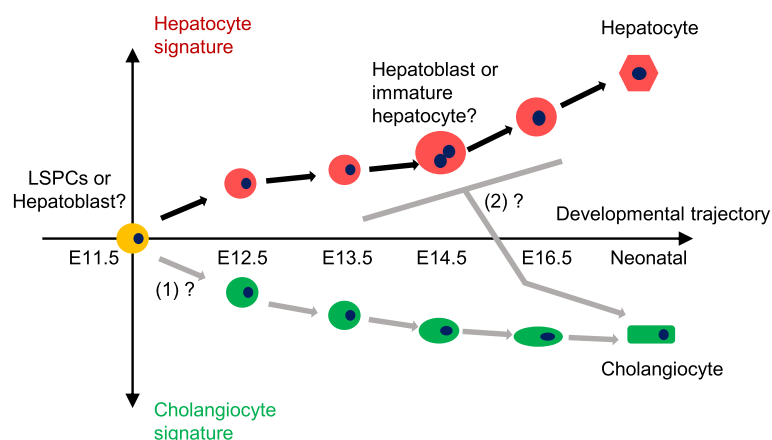 Hepatocyte
signature
Hepatocyte
Hepatoblast or
immature
hepatocyte?
LSPCs or
Hepatoblast?
(2) ?
Developmental trajectory
E11.5 E12.5 E13.5 E14.5 E16.5 Neonatal
(1) ?
Cholangiocyte
Cholangiocyte
signature